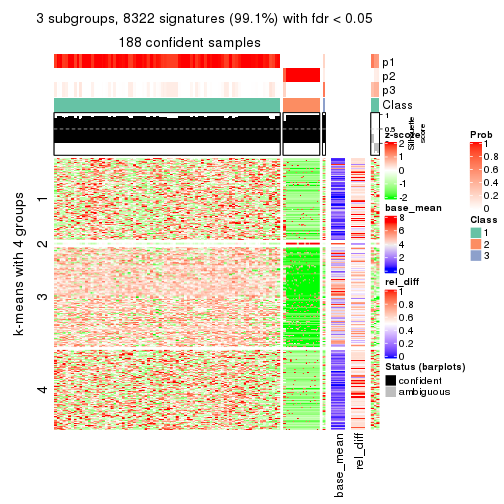 3 subgroups, 8322 signatures (99.1%) with fdr < 0.05
188 confident samples
p1
p2
p3
Class
1
0.5
0
Silhouette
score
k-means with 4 groups
1
2
3
4
base_mean
rel_diff
z-score
2
1
0
-1
-2
base_mean
8
6
4
2
0
rel_diff
1
0.8
0.6
0.4
0.2
0
Status (barplots)
confident
ambiguous
Prob
1
0.8
0.6
0.4
0.2
0
Class
1
2
3